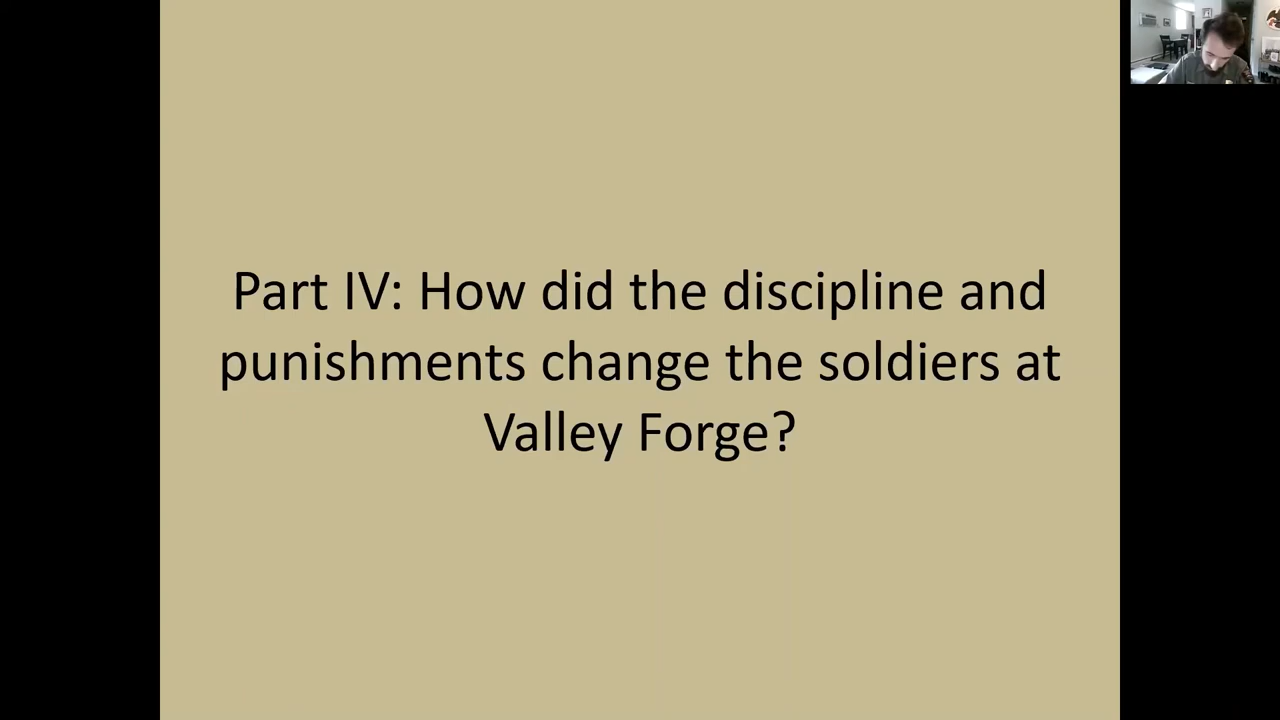 Part IV: How did the discipline and
punishments change the soldiers at
Valley Forge?